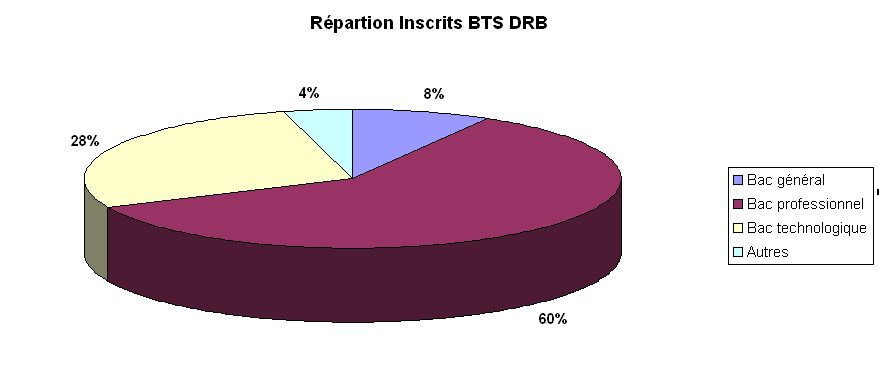 Répartion Inscrits BTS DRB
4%
8%
28%
60%
Bac général
Bac professionnel
Bac technologique
Autres